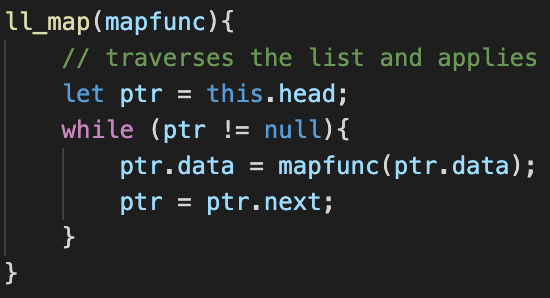 ll_map(mapfunc){
    // traverses the list and applies
    let ptr = this.head;
    while (ptr != null){
        ptr.data = mapfunc(ptr.data);
        ptr = ptr.next;
    }
}